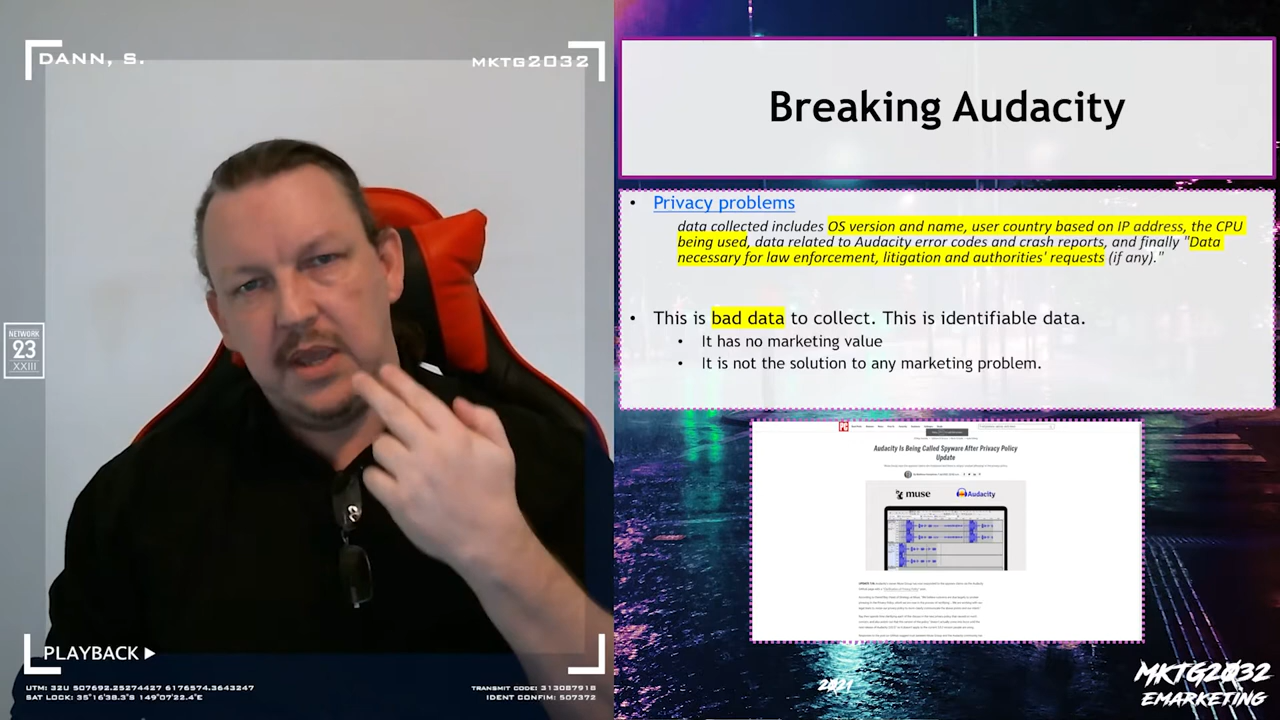 DANN, S.
MKTG2032
NETWORK
23
XXIII
PLAYBACK
UTM: 32U 507692.25274427 6176574.3643247
SAT LOCK: 35°16'38.3"S 149°07'22.4"E
TRANSMIT CODE: 313087918
IDENT CONFIM: 507372
Breaking Audacity
• Privacy problems
data collected includes OS version and name, user country based on IP address, the CPU
being used, data related to Audacity error codes and crash reports, and finally "Data
necessary for law enforcement, litigation and authorities' requests (if any)."
• This is bad data to collect. This is identifiable data.
• It has no marketing value
• It is not the solution to any marketing problem.
PC
Audacity Is Being Called Spyware After Privacy Policy
Update
muse
Audacity
2021
MKTG2032
EMARKETING